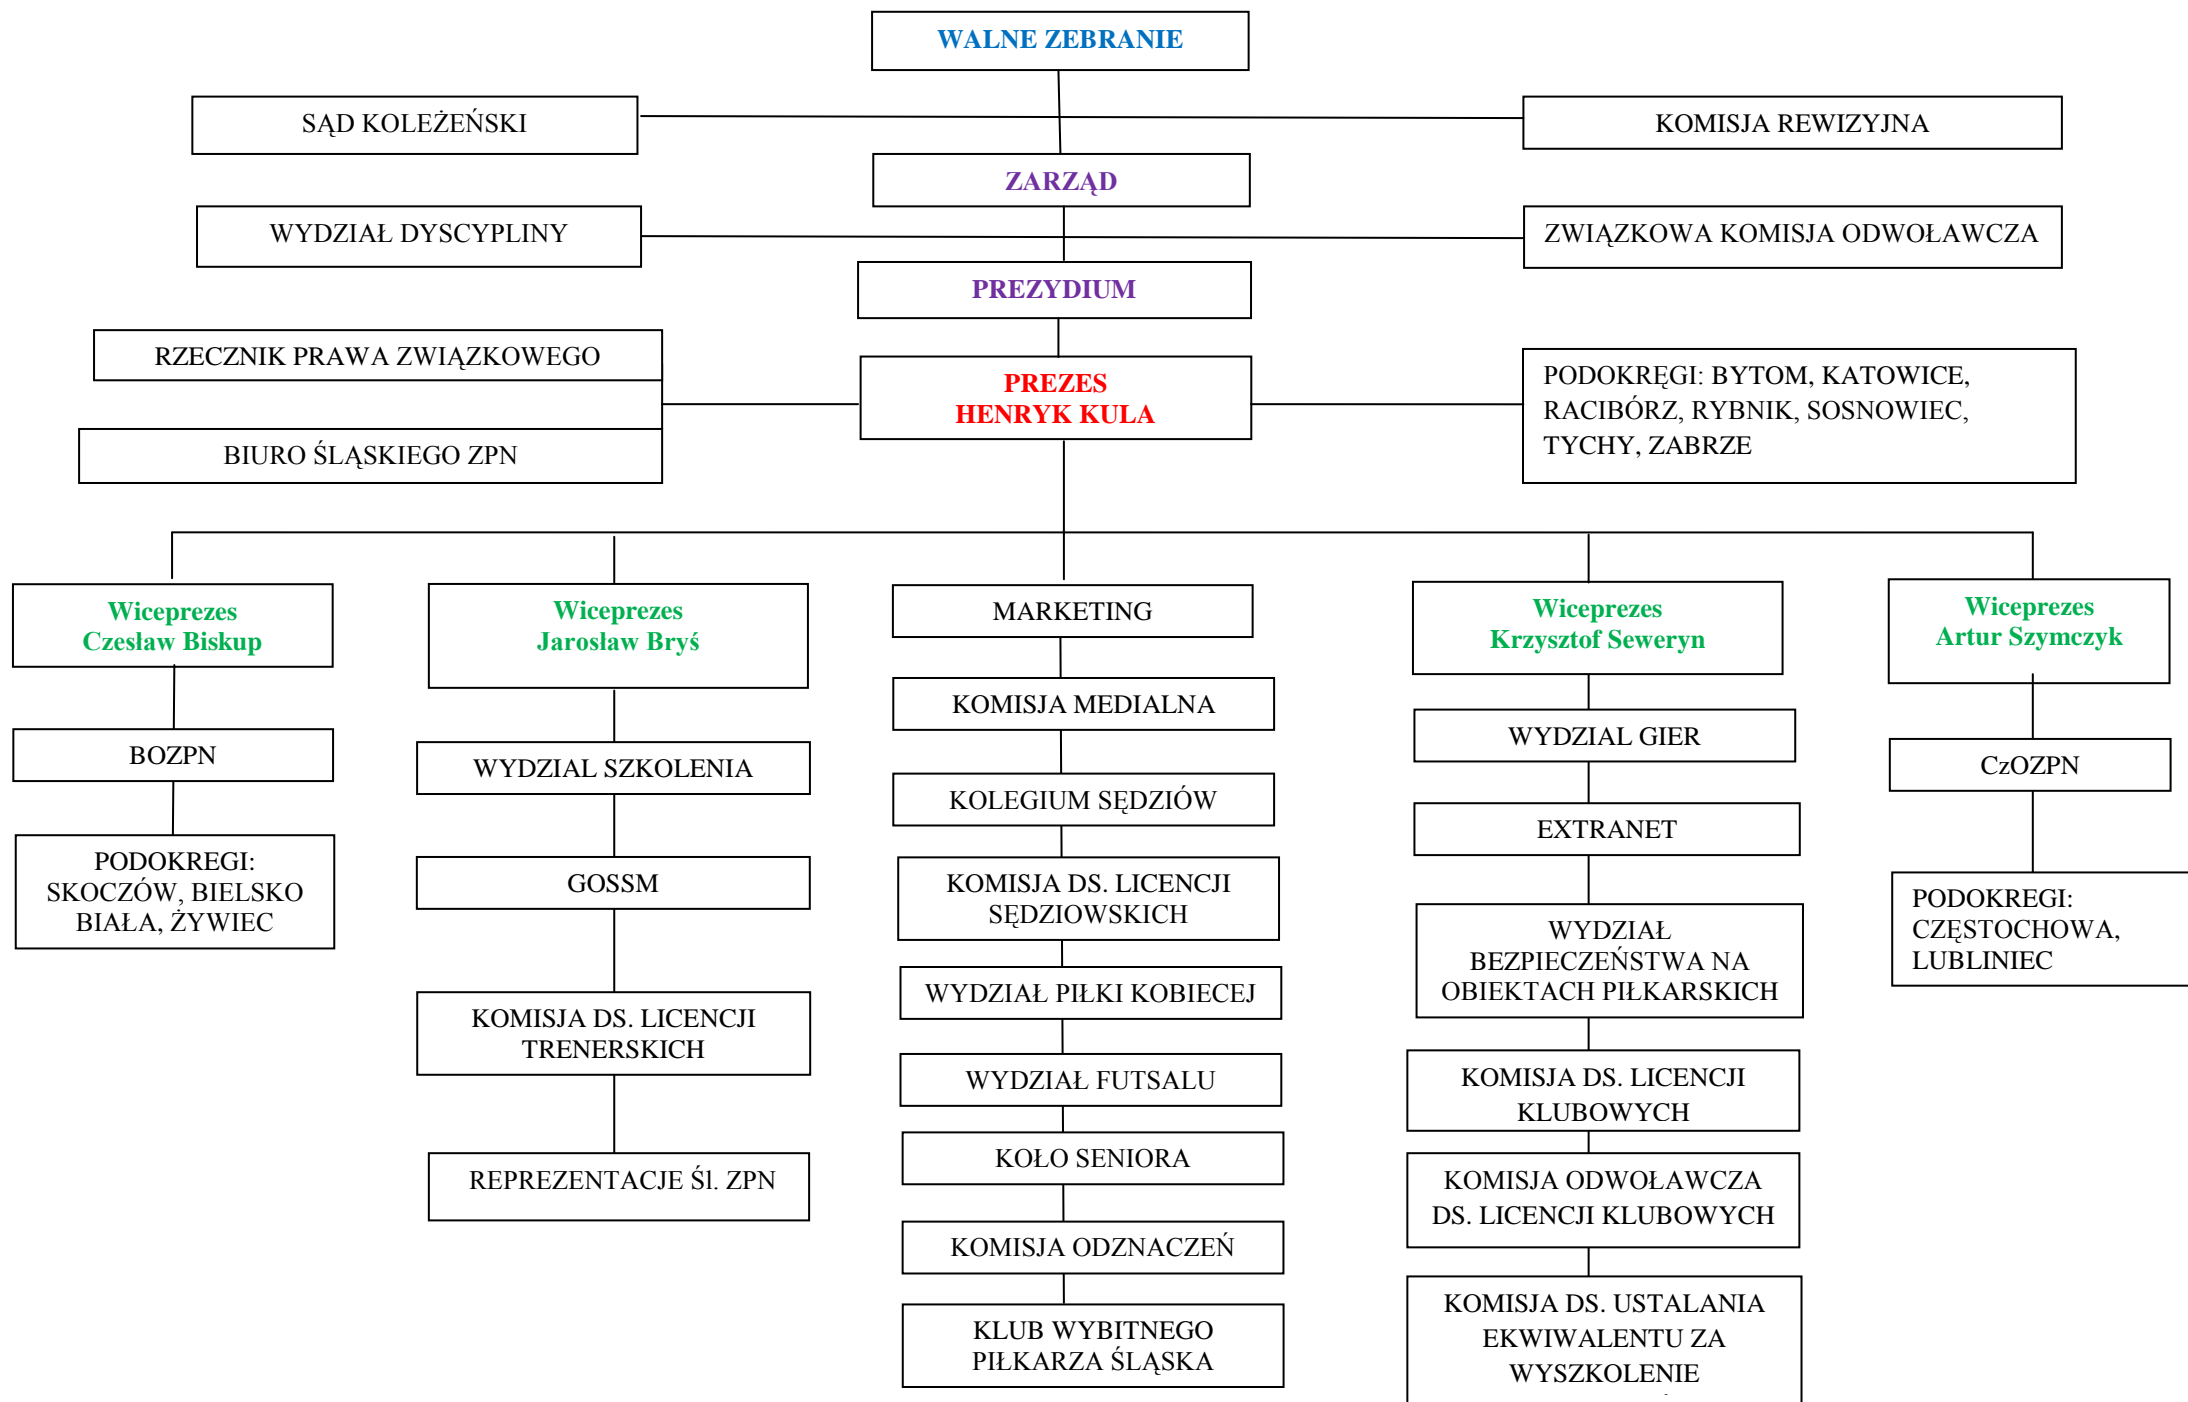 WALNE ZEBRANIE
SĄD KOLEŻEŃSKI
KOMISJA REWIZYJNA
ZARZĄD
WYDZIAŁ DYSCYPLINY
ZWIĄZKOWA KOMISJA ODWOŁAWCZA
PREZYDIUM
RZECZNIK PRAWA ZWIĄZKOWEGO
PREZES
HENRYK KULA
PODOKRĘGI: BYTOM, KATOWICE,
RACIBÓRZ, RYBNIK, SOSNOWIEC,
TYCHY, ZABRZE
BIURO ŚLĄSKIEGO ZPN
Wiceprezes
Czesław Biskup
BOZPN
PODOKREGI:
SKOCZÓW, BIELSKO
BIAŁA, ŻYWIEC
Wiceprezes
Jarosław Bryś
WYDZIAL SZKOLENIA
GOSSM
KOMISJA DS. LICENCJI
TRENERSKICH
REPREZENTACJE Śl. ZPN
MARKETING
KOMISJA MEDIALNA
KOLEGIUM SĘDZIÓW
KOMISJA DS. LICENCJI
SĘDZIOWSKICH
WYDZIAŁ PIŁKI KOBIECEJ
WYDZIAŁ FUTSALU
KOŁO SENIORA
KOMISJA ODZNACZEŃ
KLUB WYBITNEGO
PIŁKARZA ŚLĄSKA
Wiceprezes
Krzysztof Seweryn
WYDZIAL GIER
EXTRANET
WYDZIAŁ
BEZPIECZEŃSTWA NA
OBIEKTACH PIŁKARSKICH
KOMISJA DS. LICENCJI
KLUBOWYCH
KOMISJA ODWOŁAWCZA
DS. LICENCJI KLUBOWYCH
KOMISJA DS. USTALANIA
EKWIWALENTU ZA
WYSZKOLENIE
Wiceprezes
Artur Szymczyk
CzOZPN
PODOKREGI:
CZĘSTOCHOWA,
LUBLINIEC